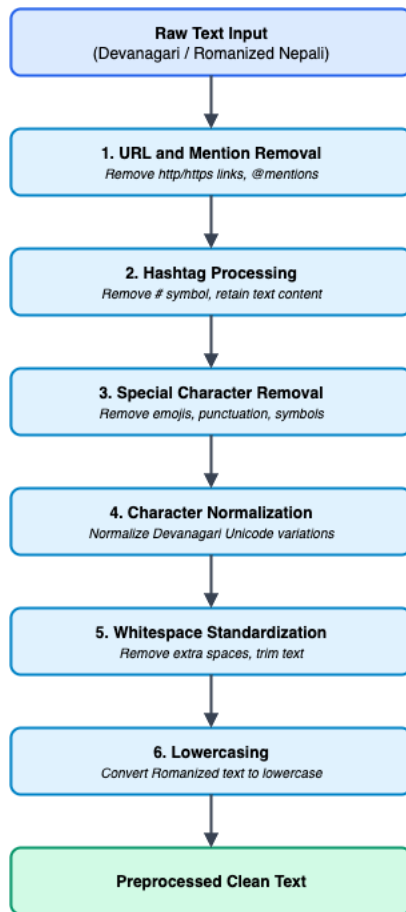 Raw Text Input
(Devanagari / Romanized Nepali)
1. URL and Mention Removal
Remove http/https links, @mentions
2. Hashtag Processing
Remove # symbol, retain text content
3. Special Character Removal
Remove emojis, punctuation, symbols
4. Character Normalization
Normalize Devanagari Unicode variations
5. Whitespace Standardization
Remove extra spaces, trim text
6. Lowercasing
Convert Romanized text to lowercase
Preprocessed Clean Text